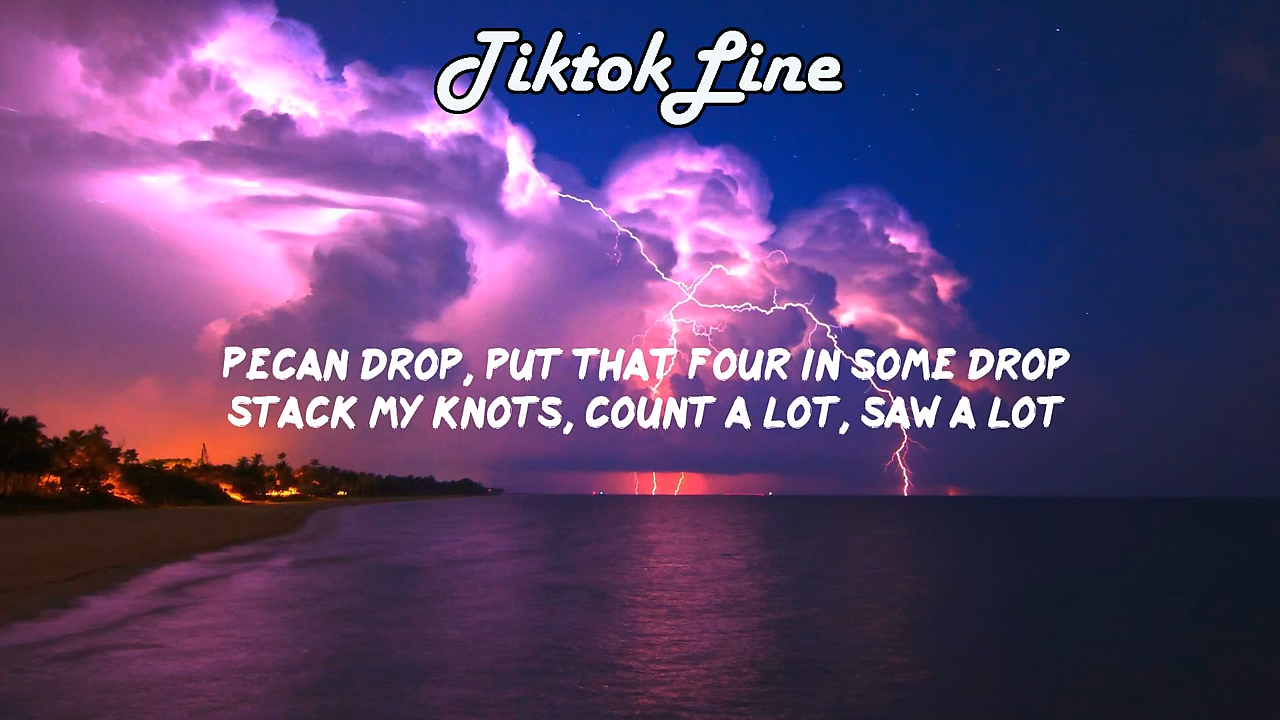 Tiktok Line
PECAN DROP, PUT THAT FOUR IN SOME DROP
STACK MY KNOTS, COUNT A LOT, SAW A LOT